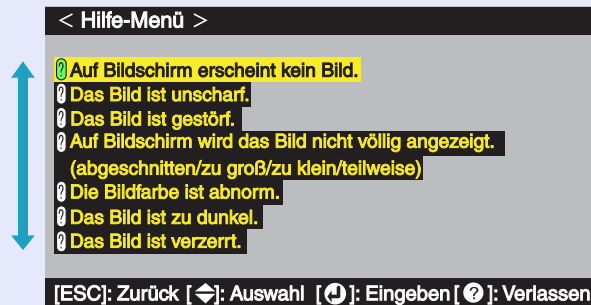 < Hilfe-Menü >
? Auf Bildschirm erscheint kein Bild.
? Das Bild ist unscharf.
? Das Bild ist gestörf.
? Auf Bildschirm wird das Bild nicht völlig angezeigt.
(abgeschnitten/zu groß/zu klein/teilweise)
? Die Bildfarbe ist abnorm.
? Das Bild ist zu dunkel.
? Das Bild ist verzerrt.
[ESC]: Zurück [◆]: Auswahl [⏎]: Eingeben [?]: Verlassen